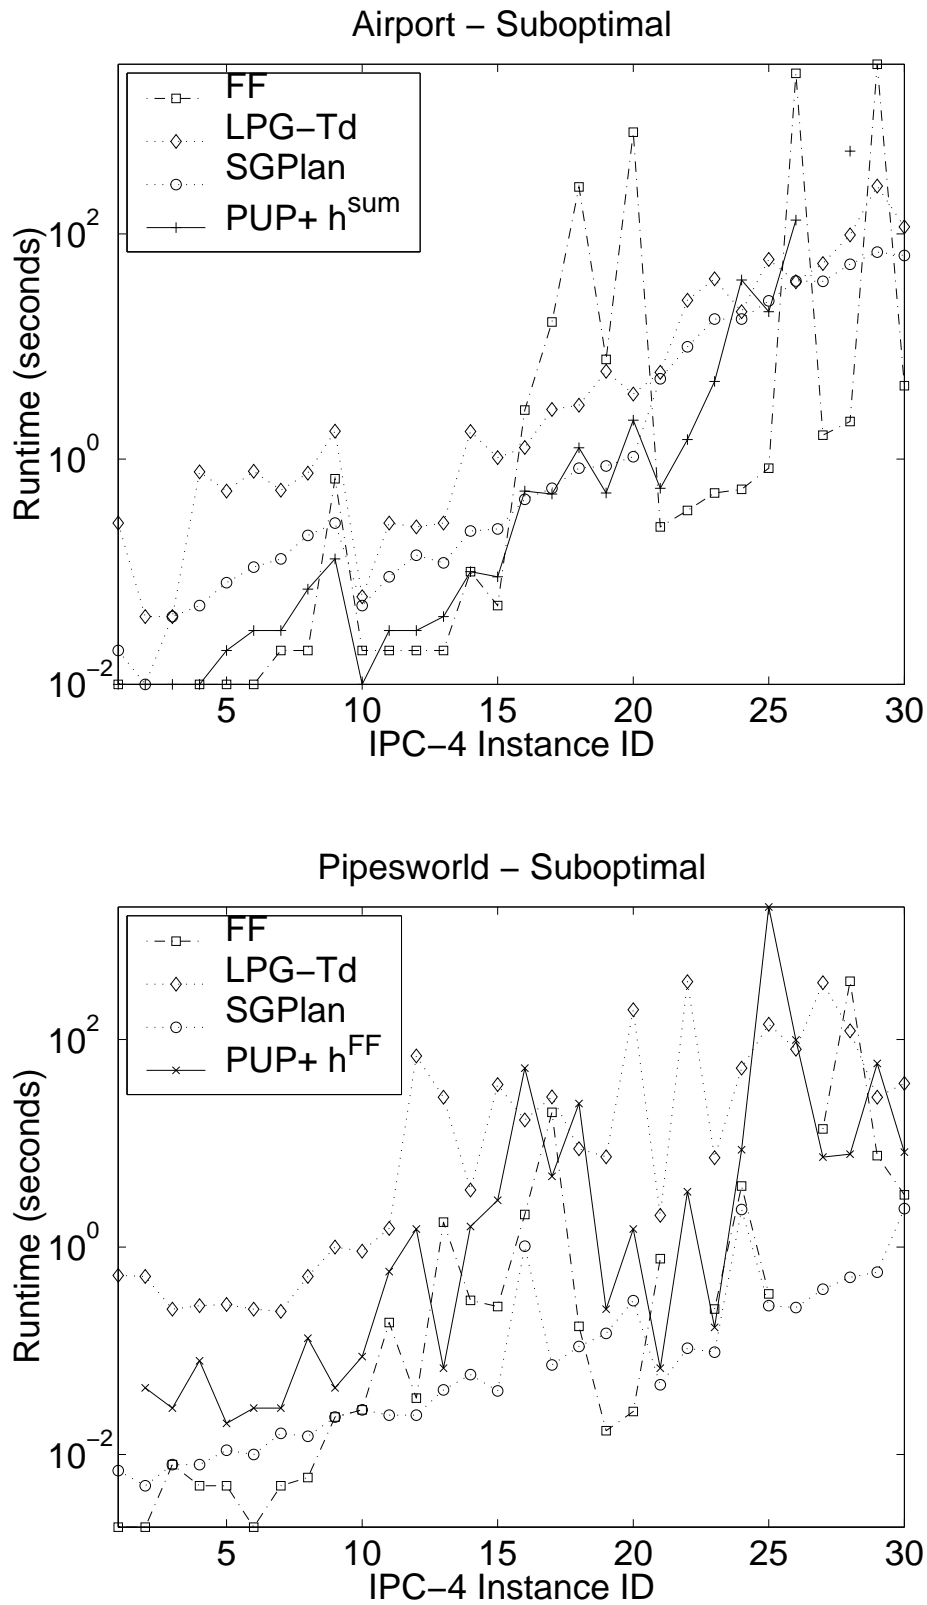 Airport − Suboptimal
FF
LPG−Td
SGPlan
PUP+ h^sum
Runtime (seconds)
10^2
10^0
10^−2
5 10 15 20 25 30
IPC−4 Instance ID
Pipesworld − Suboptimal
FF
LPG−Td
SGPlan
PUP+ h^FF
Runtime (seconds)
10^2
10^0
10^−2
5 10 15 20 25 30
IPC−4 Instance ID